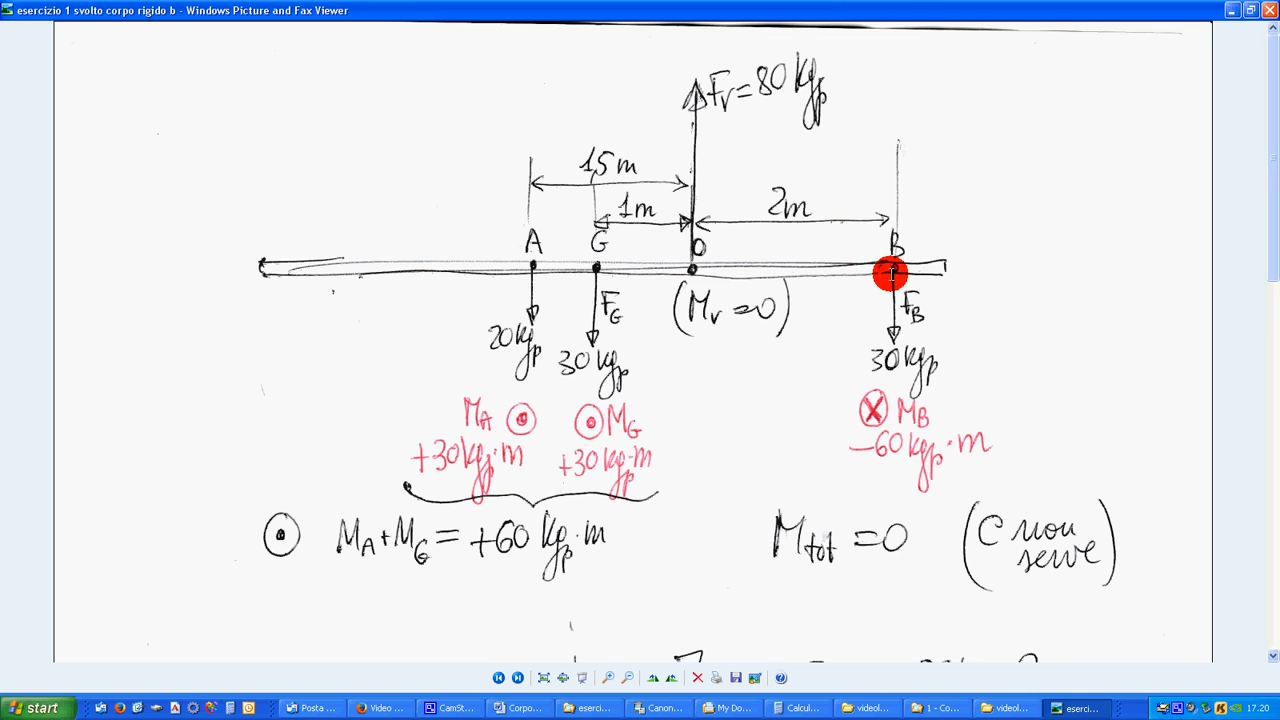 esercizio 1 svolto corpo rigido b - Windows Picture and Fax Viewer
Fv = 80 kgp
1,5 m
1 m
2m
A
G
O
B
FG
(Mv = 0)
FB
20 kgp
30 kgp
30 kgp
MA
MG
MB
+30 kgp·m
+30 kgp·m
-60 kgp·m
MA + MG = +60 kgp·m
Mtot = 0
(C non
serve)
start
Posta ...
Video ...
CamSt...
Corpo...
eserci...
Canon...
My Do...
Calcul...
videol...
1 - Co...
videol...
eserci...
17.20